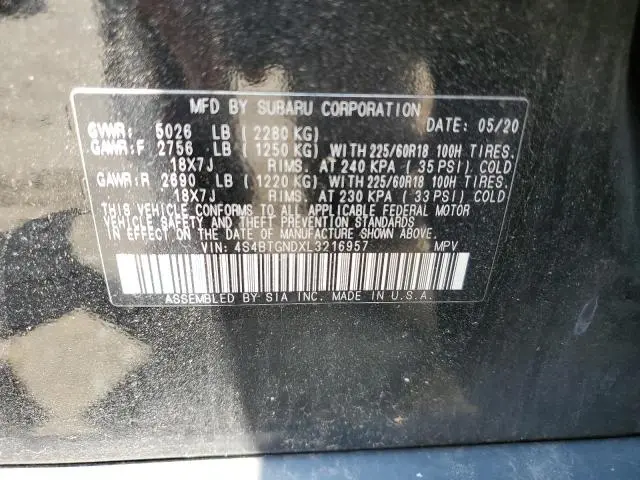 MFD BY SUBARU CORPORATION
GVWR: 5026 LB (2280 KG) DATE: 05/20
GAWR:F 2756 LB (1250 KG) WITH 225/60R18 100H TIRES.
18X7J RIMS. AT 240 KPA (35 PSI) COLD
GAWR:R 2690 LB (1220 KG) WITH 225/60R18 100H TIRES.
18X7J RIMS. AT 230 KPA (33 PSI) COLD
THIS VEHICLE CONFORMS TO ALL APPLICABLE FEDERAL MOTOR
VEHICLE SAFETY AND THEFT PREVENTION STANDARDS
IN EFFECT ON THE DATE OF MANUFACTURE SHOWN ABOVE.
VIN: 4S4BTGNDXL3216957 MPV
ASSEMBLED BY SIA INC. MADE IN U.S.A.